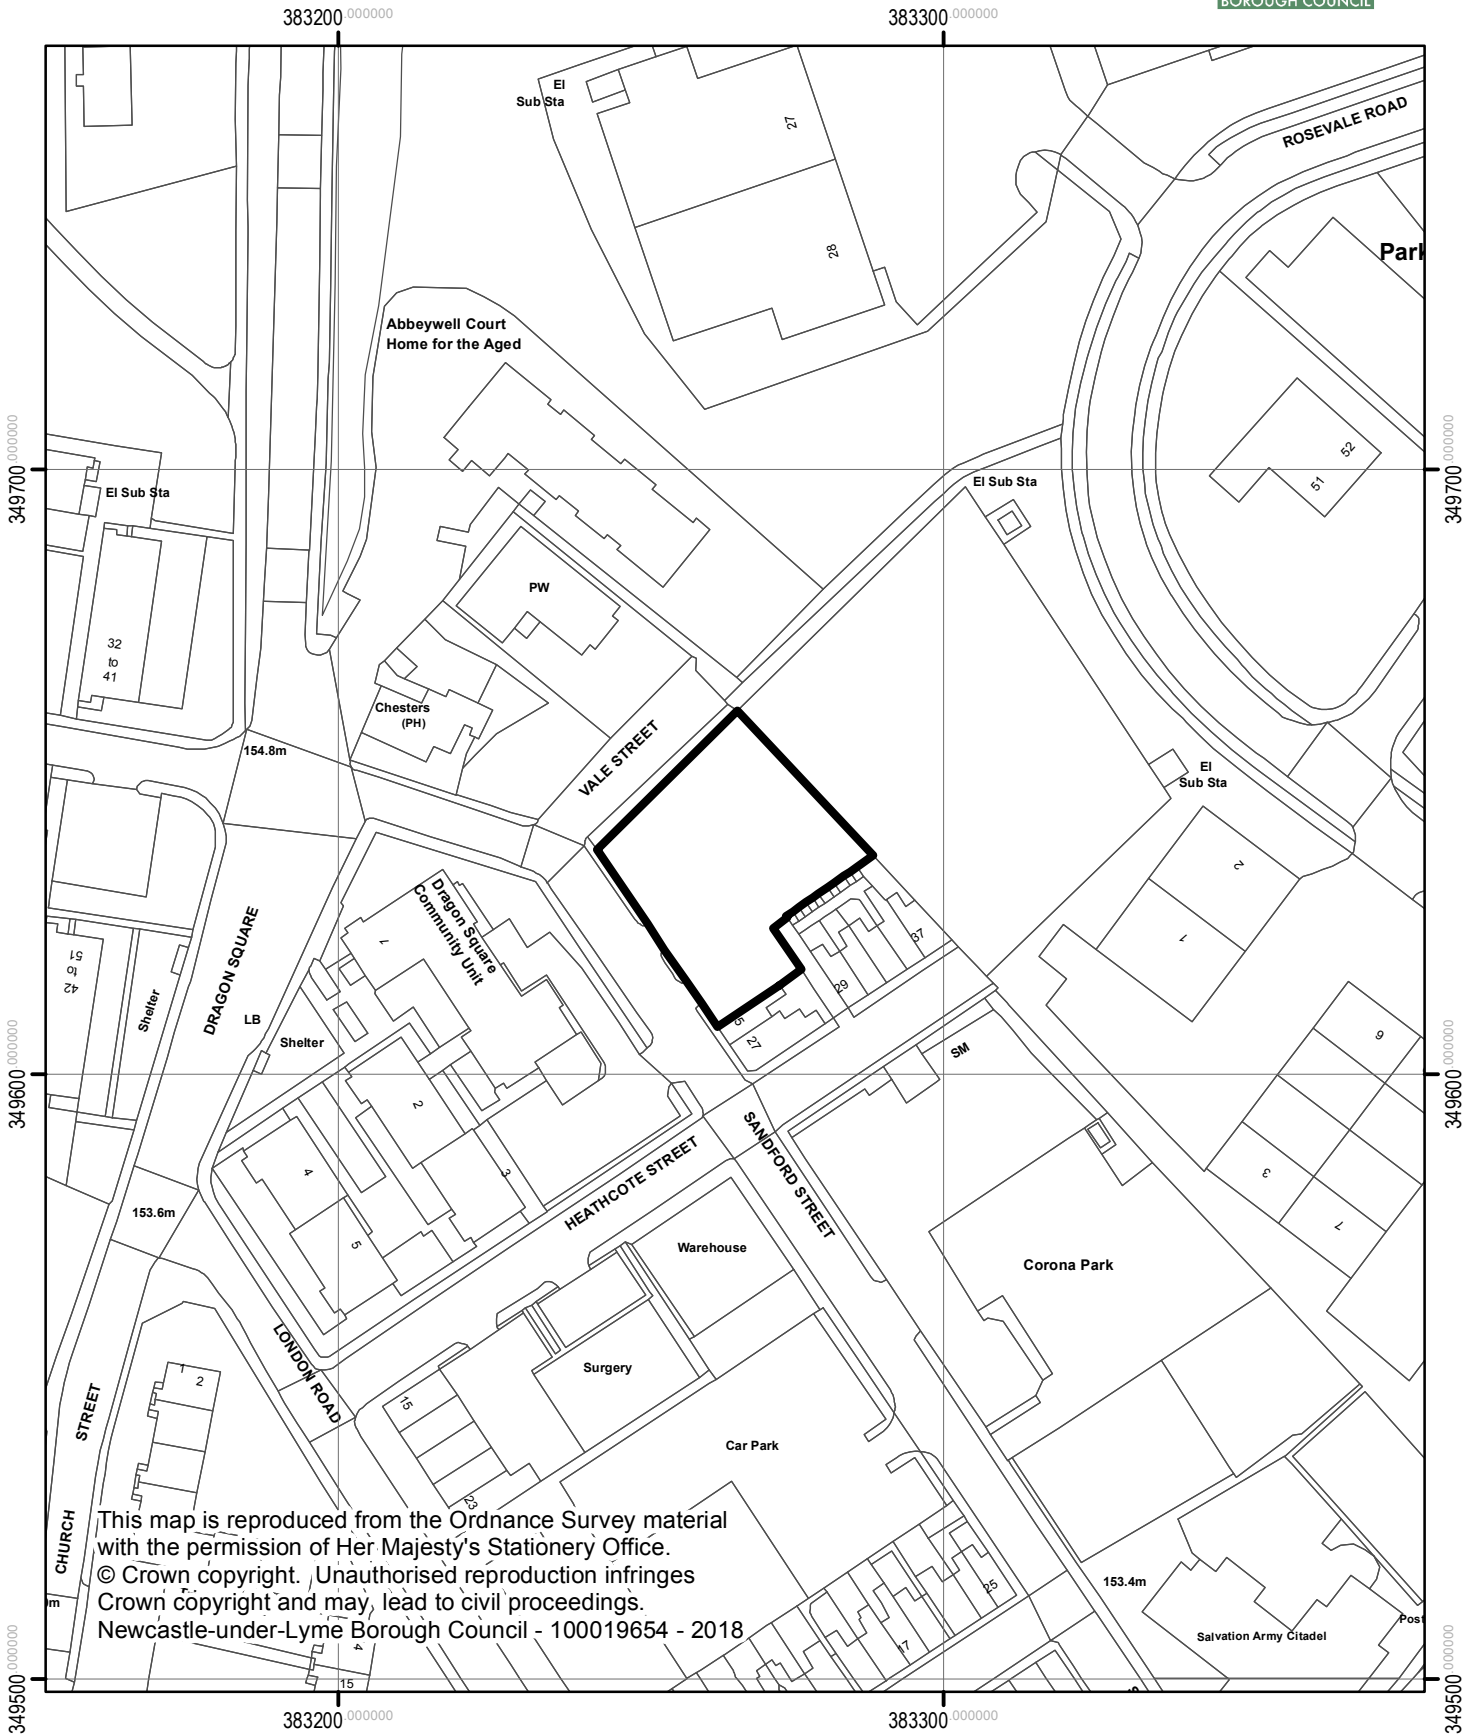 BOROUGH COUNCIL
383200.000000
383300.000000
El
Sub Sta
27
ROSEVALE ROAD
28
Park
Abbeywell Court
Home for the Aged
349700.000000
349700.000000
El Sub Sta
El Sub Sta
52
51
PW
32
to
41
Chesters
(PH)
VALE STREET
154.8m
El
Sub Sta
2
1
Dragon Square
Community Unit
7
DRAGON SQUARE
51
to
42
Shelter
LB
Shelter
37
29
5
27
SM
6
349600.000000
349600.000000
2
4
3
5
HEATHCOTE STREET
SANDFORD STREET
3
7
153.6m
Warehouse
Corona Park
LONDON ROAD
Surgery
1
2
15
STREET
Car Park
23
CHURCH
This map is reproduced from the Ordnance Survey material
with the permission of Her Majesty's Stationery Office.
© Crown copyright. Unauthorised reproduction infringes
Crown copyright and may lead to civil proceedings.
Newcastle-under-Lyme Borough Council - 100019654 - 2018
m
4
15
17
25
153.4m
Salvation Army Citadel
Post
349500.000000
349500.000000
383200.000000
383300.000000